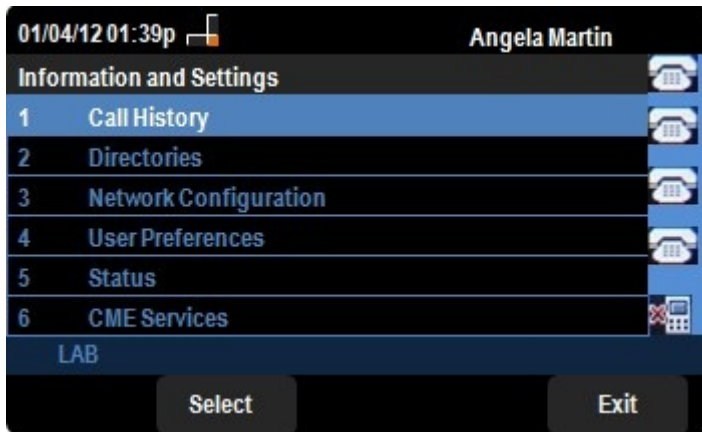 01/04/12 01:39p Angela Martin
Information and Settings
1 Call History
2 Directories
3 Network Configuration
4 User Preferences
5 Status
6 CME Services
LAB
Select Exit